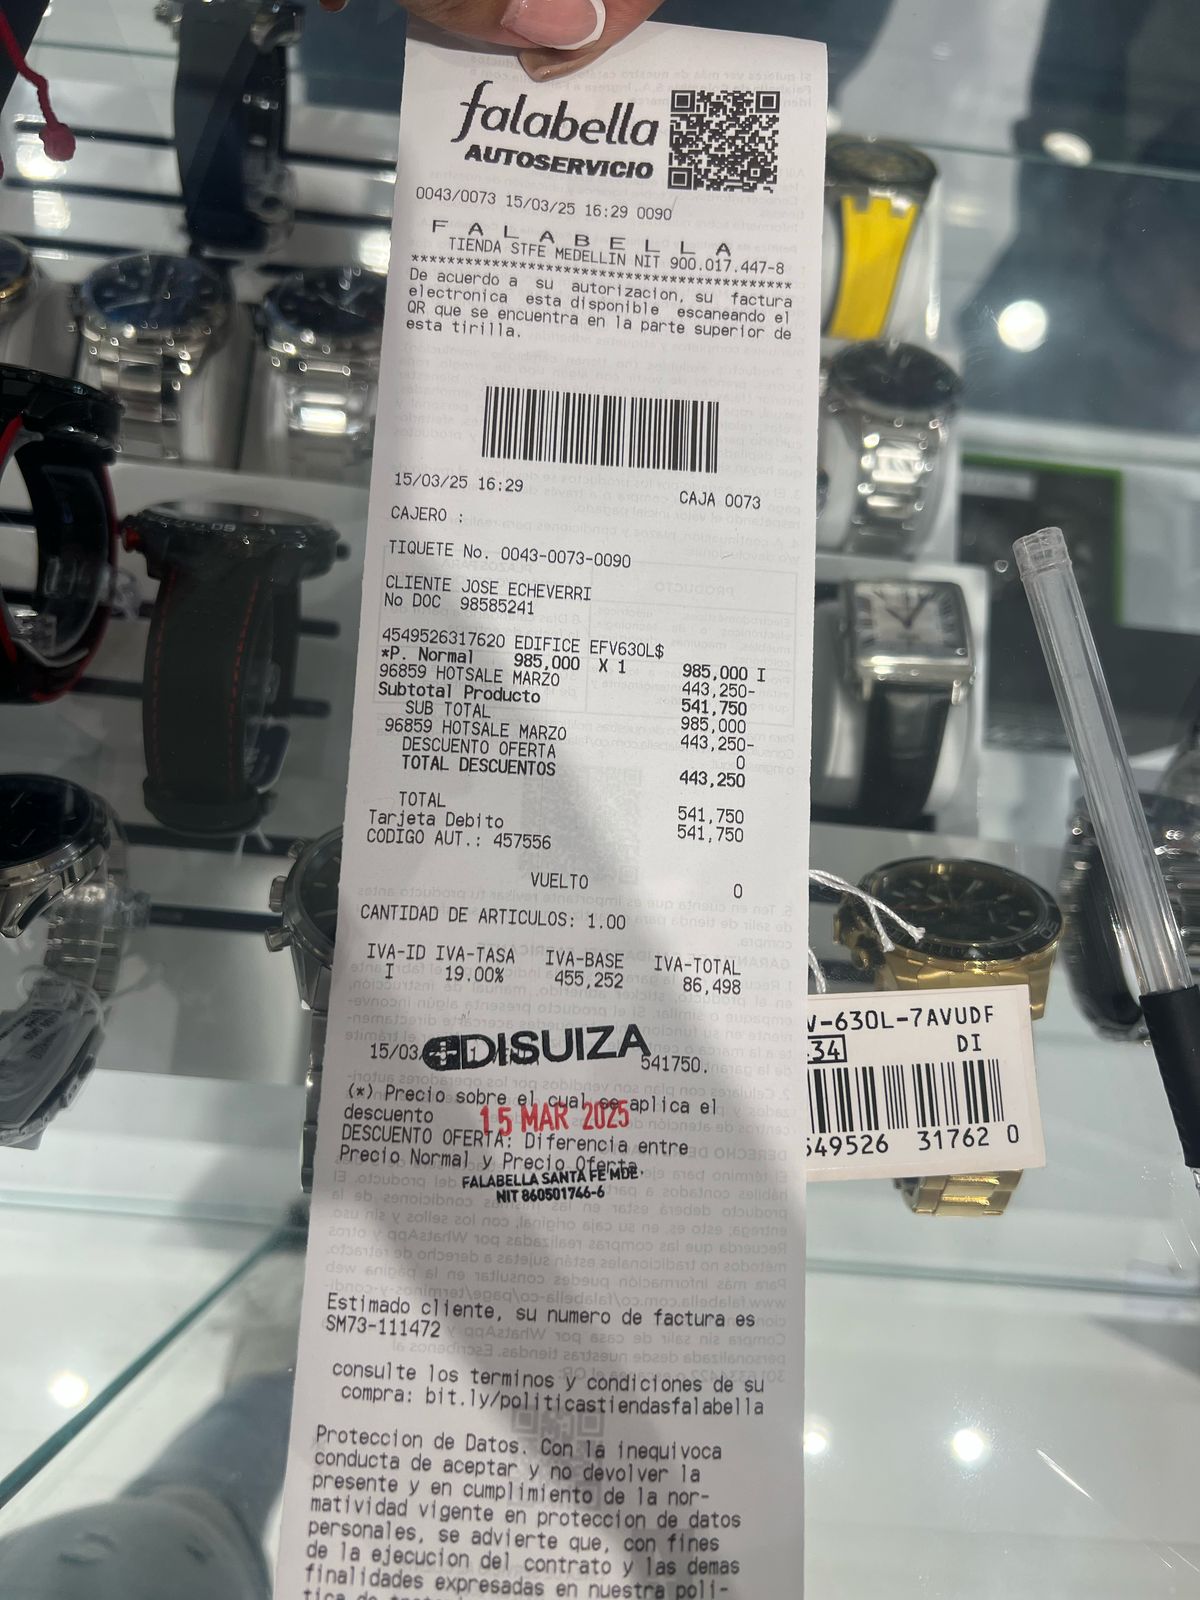 falabella
AUTOSERVICIO
0043/0073 15/03/25 16:29 0090
F A L A B E L L A
TIENDA STFE MEDELLIN NIT 900.017.447-8
De acuerdo a su autorizacion, su factura
electronica esta disponible escaneando el
QR que se encuentra en la parte superior de
esta tirilla.
15/03/25 16:29 CAJA 0073
CAJERO :
TIQUETE No. 0043-0073-0090
CLIENTE JOSE ECHEVERRI
No DOC 98585241
4549526317620 EDIFICE EFV630L$
*P. Normal 985,000 X 1 985,000 I
96859 HOTSALE MARZO 443,250-
Subtotal Producto 541,750
SUB TOTAL 985,000
96859 HOTSALE MARZO 443,250-
DESCUENTO OFERTA 0
TOTAL DESCUENTOS 443,250
TOTAL 541,750
Tarjeta Debito 541,750
CODIGO AUT.: 457556
VUELTO 0
CANTIDAD DE ARTICULOS: 1.00
IVA-ID IVA-TASA IVA-BASE IVA-TOTAL
I 19.00% 455,252 86,498
15/03/ DISUIZA 541750.
(*) Precio sobre el cual se aplica el
descuento
15 MAR 2025
DESCUENTO OFERTA: Diferencia entre
Precio Normal y Precio Oferta.
FALABELLA SANTA FE MDE.
NIT 860501746-6
Estimado cliente, su numero de factura es
SM73-111472
consulte los terminos y condiciones de su
compra: bit.ly/politicastiendasfalabella
Proteccion de Datos. Con la inequivoca
conducta de aceptar y no devolver la
presente y en cumplimiento de la nor-
matividad vigente en proteccion de datos
personales, se advierte que, con fines
de la ejecucion del contrato y las demas
finalidades expresadas en nuestra poli-
V-630L-7AVUDF
34 DI
549526 31762 0